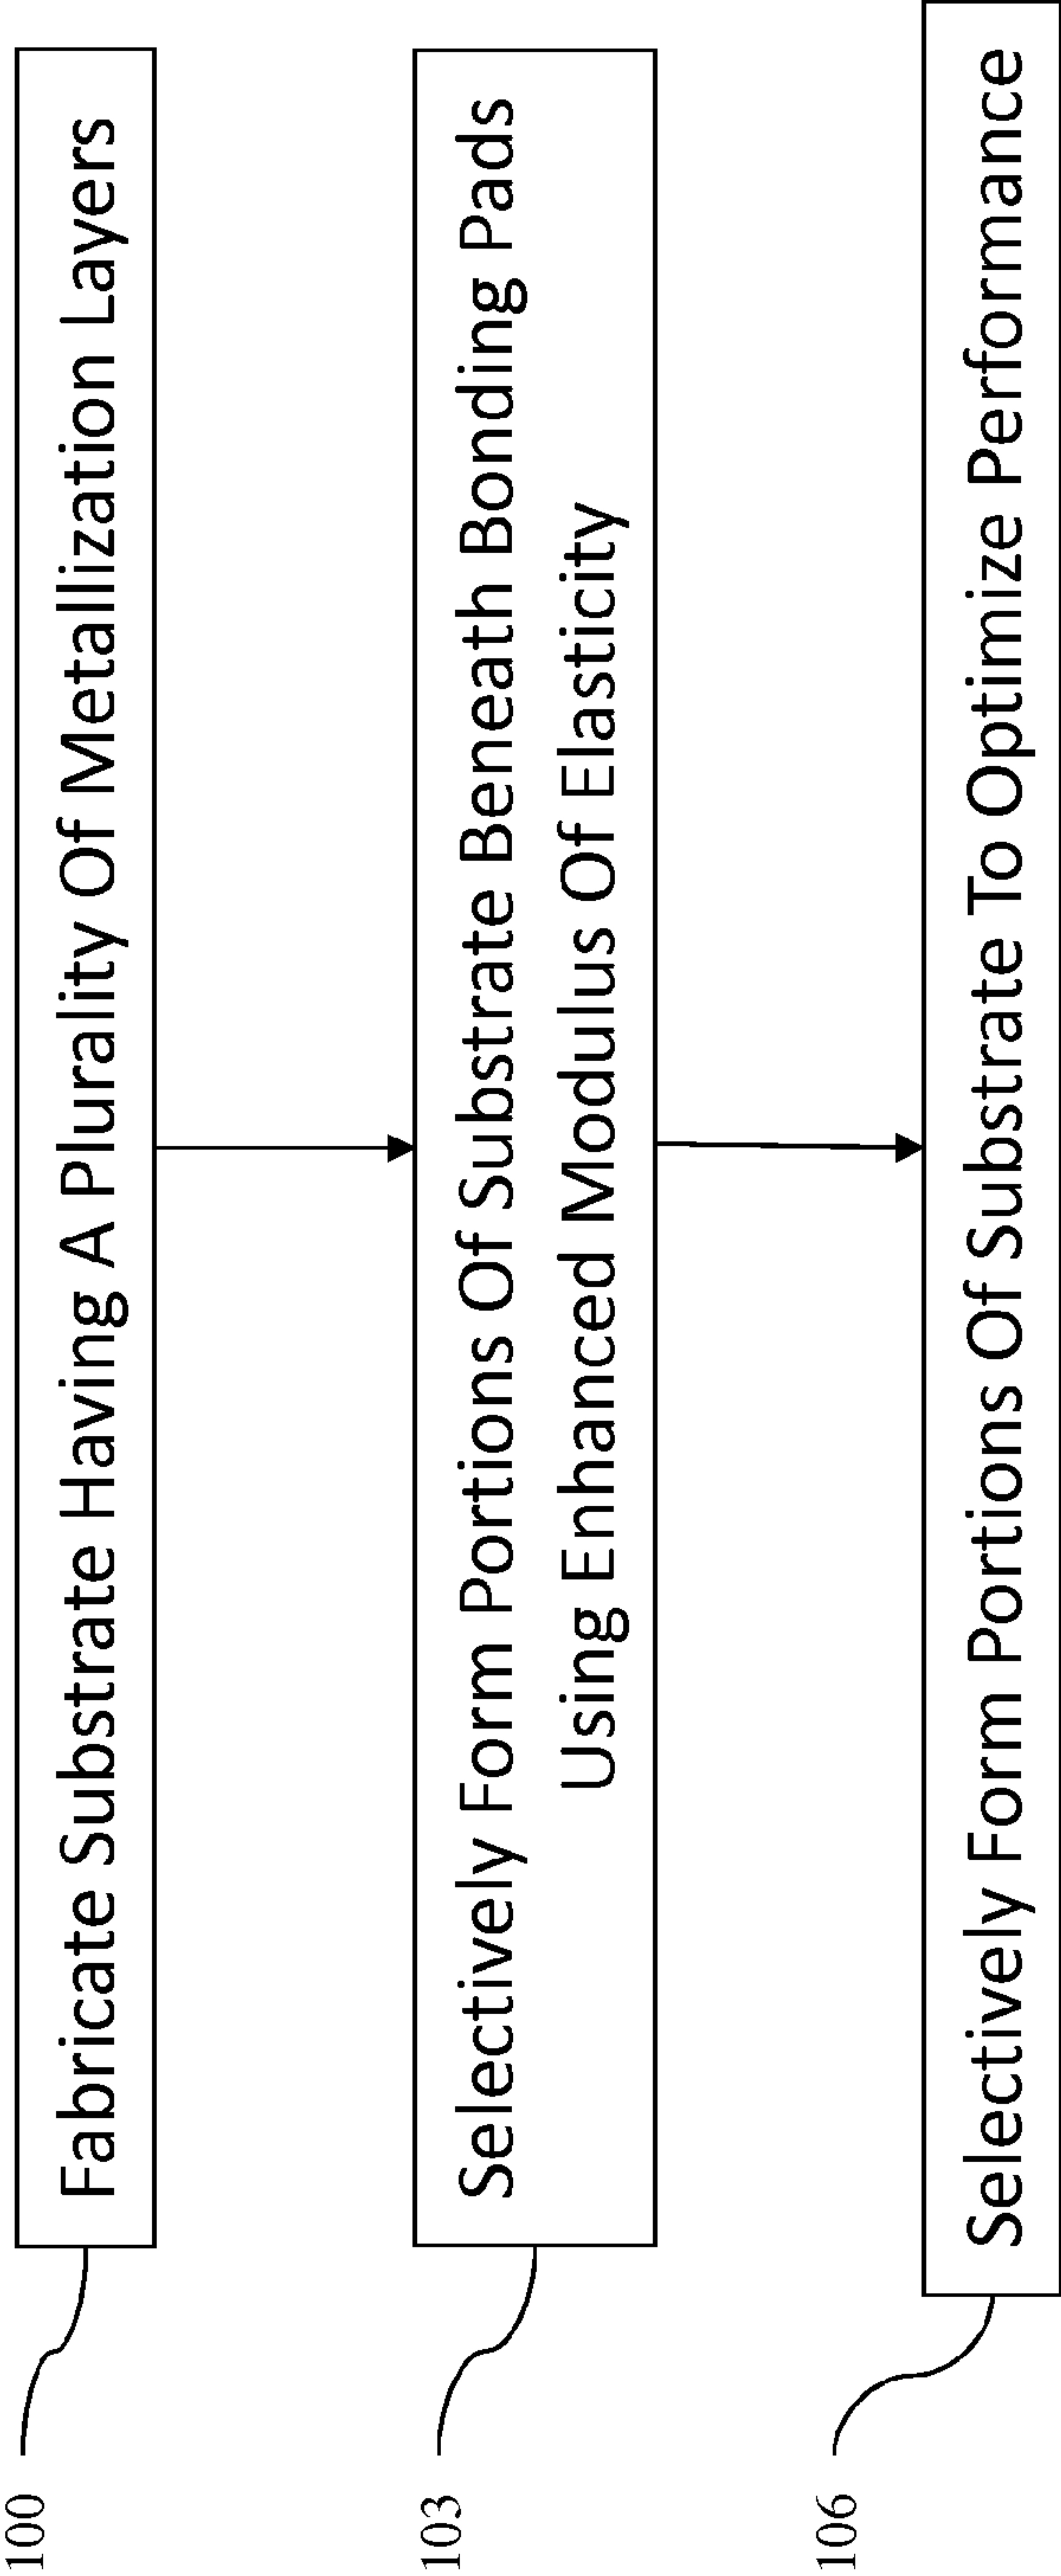 100
Fabricate Substrate Having A Plurality Of Metallization Layers
103
Selectively Form Portions Of Substrate Beneath Bonding Pads
Using Enhanced Modulus Of Elasticity
106
Selectively Form Portions Of Substrate To Optimize Performance